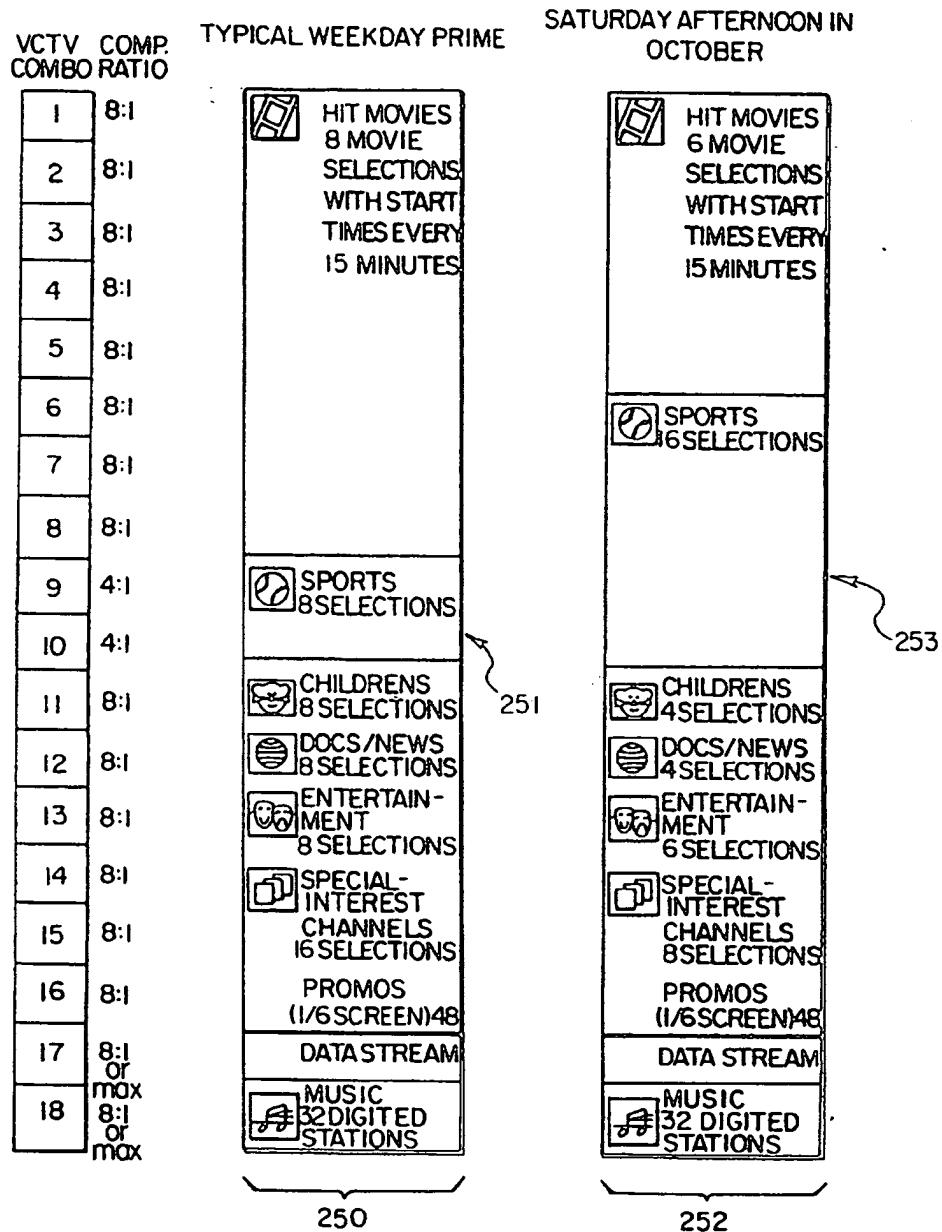 VCTV COMP.
COMBO RATIO
1 8:1
2 8:1
3 8:1
4 8:1
5 8:1
6 8:1
7 8:1
8 8:1
9 4:1
10 4:1
11 8:1
12 8:1
13 8:1
14 8:1
15 8:1
16 8:1
17 8:1
or
max
18 8:1
or
max
TYPICAL WEEKDAY PRIME
HIT MOVIES
8 MOVIE
SELECTIONS
WITH START
TIMES EVERY
15 MINUTES
SPORTS
8 SELECTIONS
251
CHILDRENS
8 SELECTIONS
DOCS/NEWS
8 SELECTIONS
ENTERTAIN-
MENT
8 SELECTIONS
SPECIAL-
INTEREST
CHANNELS
16 SELECTIONS
PROMOS
(1/6 SCREEN) 48
DATA STREAM
MUSIC
32 DIGITED
STATIONS
250
SATURDAY AFTERNOON IN
OCTOBER
HIT MOVIES
6 MOVIE
SELECTIONS
WITH START
TIMES EVERY
15 MINUTES
SPORTS
16 SELECTIONS
253
CHILDRENS
4 SELECTIONS
DOCS/NEWS
4 SELECTIONS
ENTERTAIN-
MENT
6 SELECTIONS
SPECIAL-
INTEREST
CHANNELS
8 SELECTIONS
PROMOS
(1/6 SCREEN) 48
DATA STREAM
MUSIC
32 DIGITED
STATIONS
252